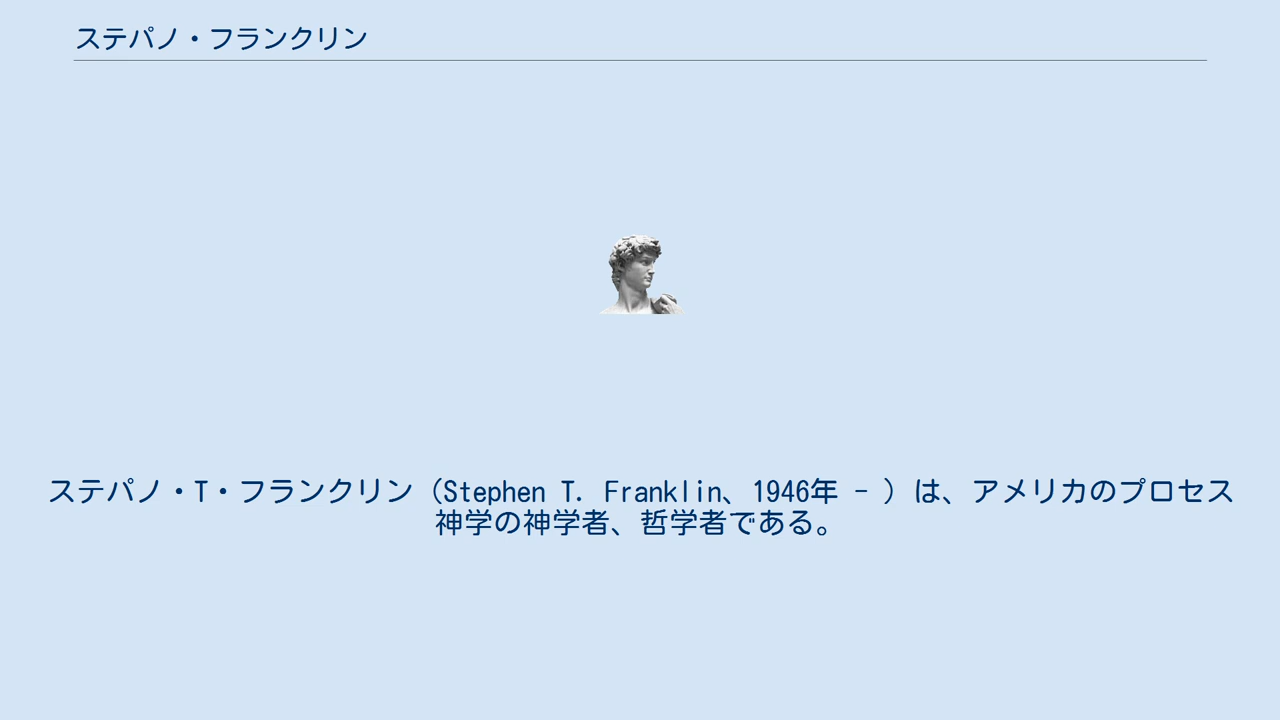 ステパノ・フランクリン
ステパノ・T・フランクリン（Stephen T. Franklin、1946年 - ）は、アメリカのプロセス
神学の神学者、哲学者である。